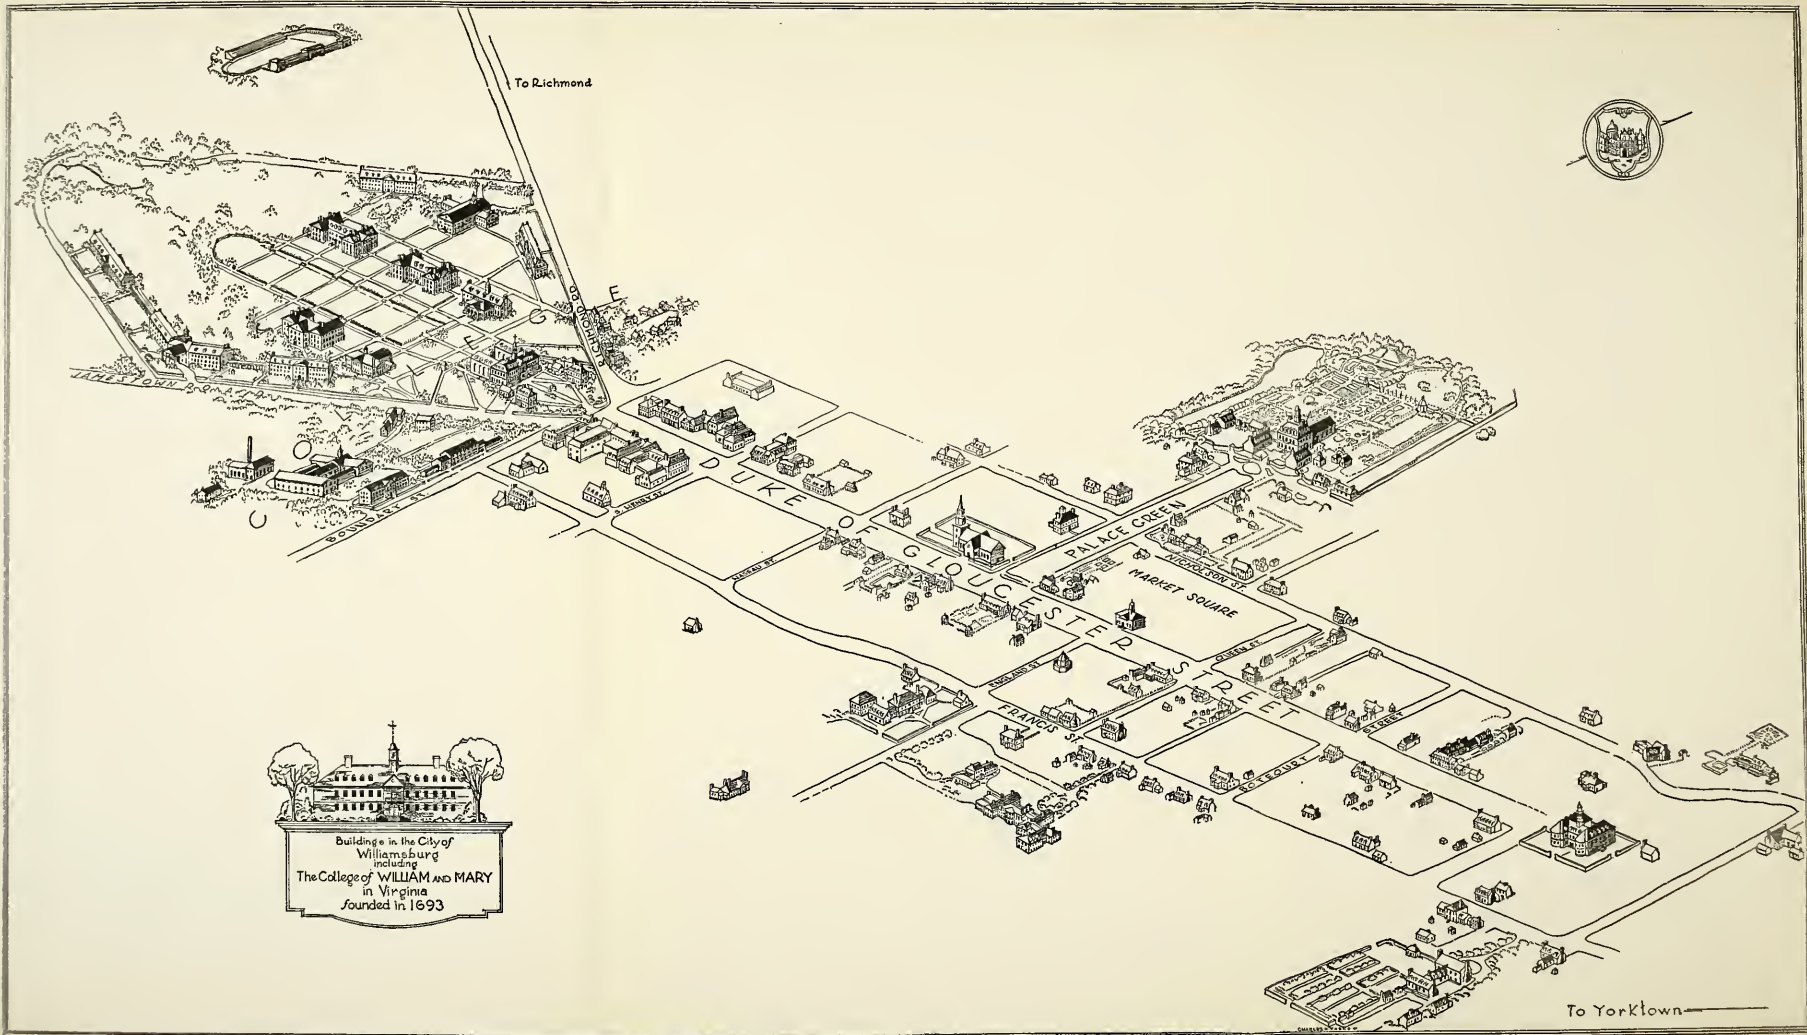 To Richmond
RICHMOND RD
JAMESTOWN ROAD
COLLEGE
BOUNDARY ST.
S. HENRY ST.
DUKE OF GLOUCESTER STREET
NASSAU ST.
PALACE GREEN
NICHOLSON ST.
MARKET SQUARE
QUEEN ST.
ENGLAND ST
FRANCIS ST.
STREET
BOTETOURT
Buildings in the City of
Williamsburg
including
The College of WILLIAM AND MARY
in Virginia
founded in 1693
To Yorktown